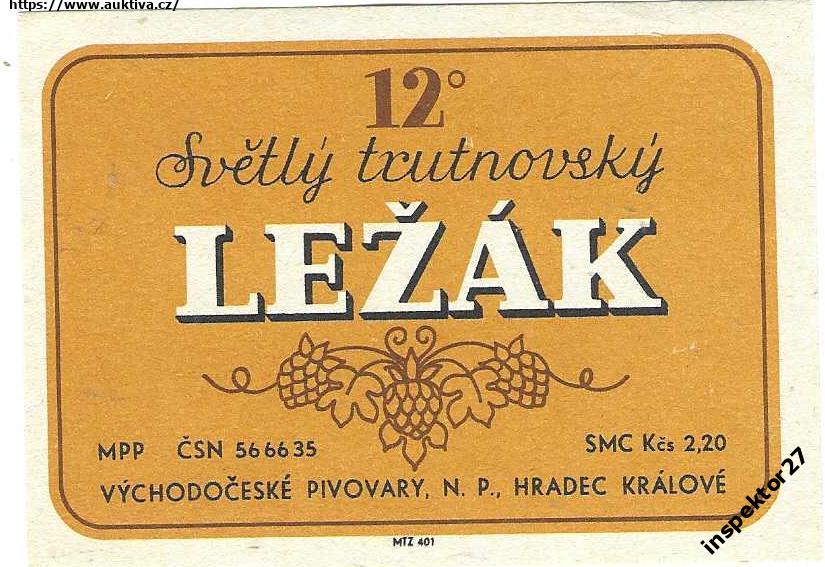 https://www.auktiva.cz/
12°
Světlý trutnovský
LEŽÁK
MPP ČSN 56 66 35
SMC Kčs 2,20
VÝCHODOČESKÉ PIVOVARY, N. P., HRADEC KRÁLOVÉ
MTZ 401
inspektor27